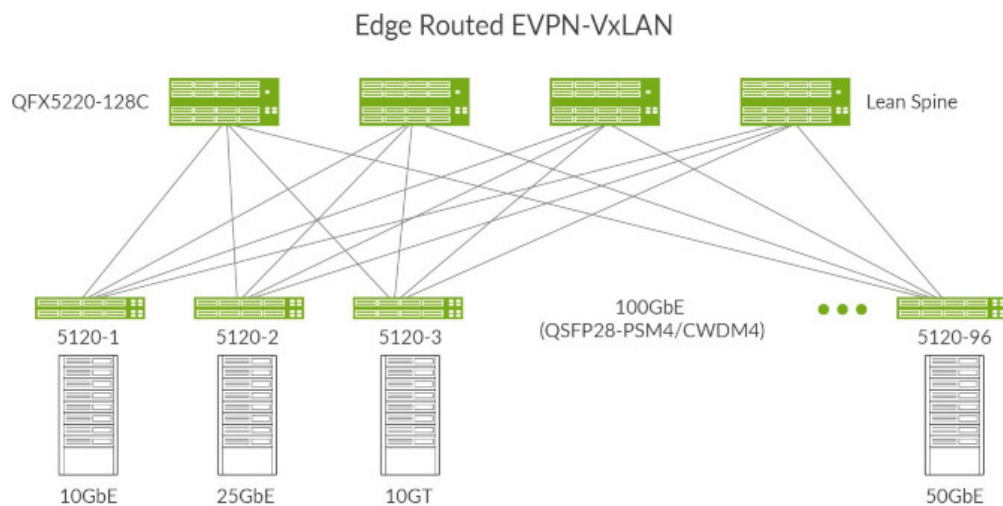 Edge Routed EVPN-VxLAN
QFX5220-128C
Lean Spine
100GbE
(QSFP28-PSM4/CWDM4)
5120-1
5120-2
5120-3
5120-96
10GbE
25GbE
10GT
50GbE